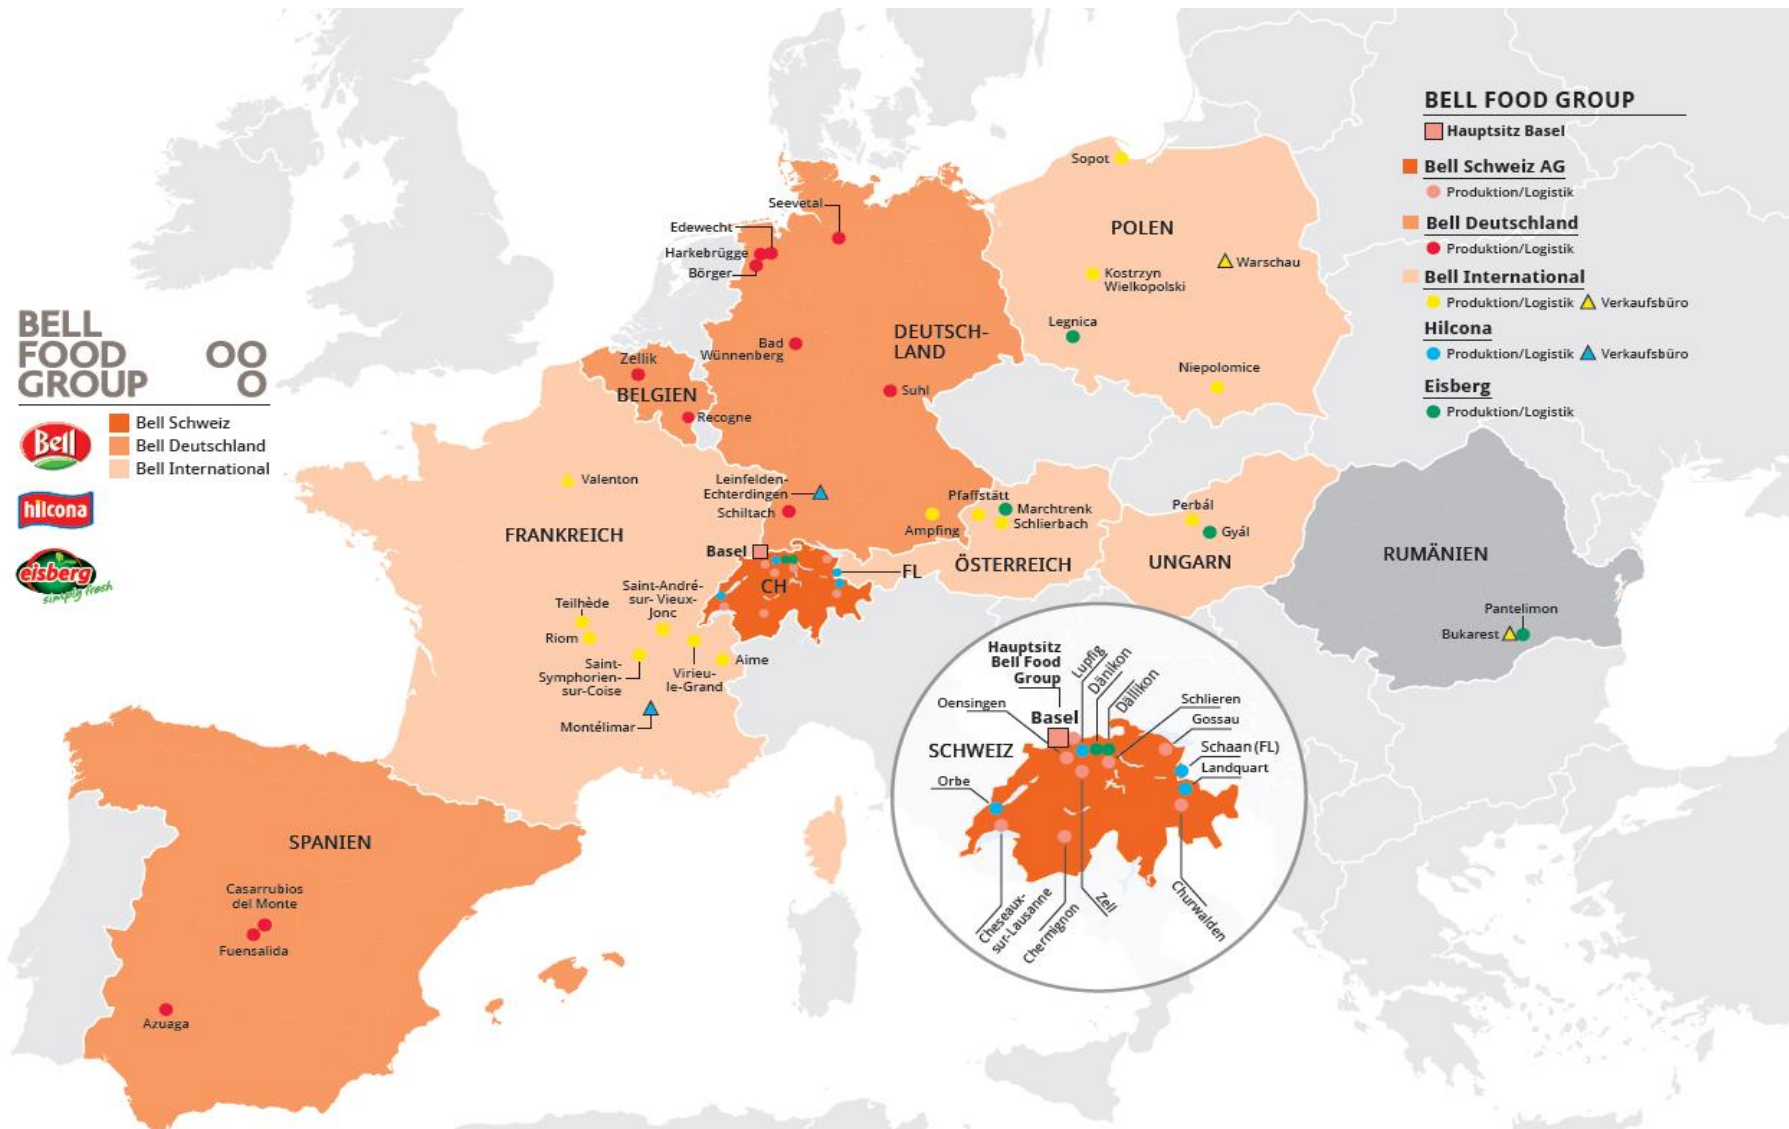 BELL
FOOD
GROUP
Bell Schweiz
Bell Deutschland
Bell International
Bell
hilcona
eisberg
simply fresh
BELL FOOD GROUP
Hauptsitz Basel
Bell Schweiz AG
Produktion/Logistik
Bell Deutschland
Produktion/Logistik
Bell International
Produktion/Logistik
Verkaufsbüro
Hilcona
Produktion/Logistik
Verkaufsbüro
Eisberg
Produktion/Logistik
Sopot
POLEN
Warschau
Kostrzyn
Wielkopolski
Legnica
Niepolomice
Seevetal
Edewecht
Harkebrügge
Börger
DEUTSCH-
LAND
Bad
Wünnenberg
Suhl
Zellik
BELGIEN
Recogne
Leinfelden-
Echterdingen
Schiltach
Ampfing
Valenton
FRANKREICH
Basel
CH
FL
Pfaffstätt
Marchtrenk
Schlierbach
ÖSTERREICH
Perbál
Gyál
UNGARN
RUMÄNIEN
Pantelimon
Bukarest
Teilhède
Riom
Saint-André-
sur- Vieux-
Jonc
Saint-
Symphorien-
sur-Coise
Virieu-
le-Grand
Aime
Montélimar
SPANIEN
Casarrubios
del Monte
Fuensalida
Azuaga
Hauptsitz
Bell Food
Group
Basel
Oensingen
Lupfig
Dänikon
Dällikon
Schlieren
Gossau
Schaan (FL)
Landquart
SCHWEIZ
Orbe
Cheseaux-
sur-Lausanne
Chermignon
Zell
Churwalden